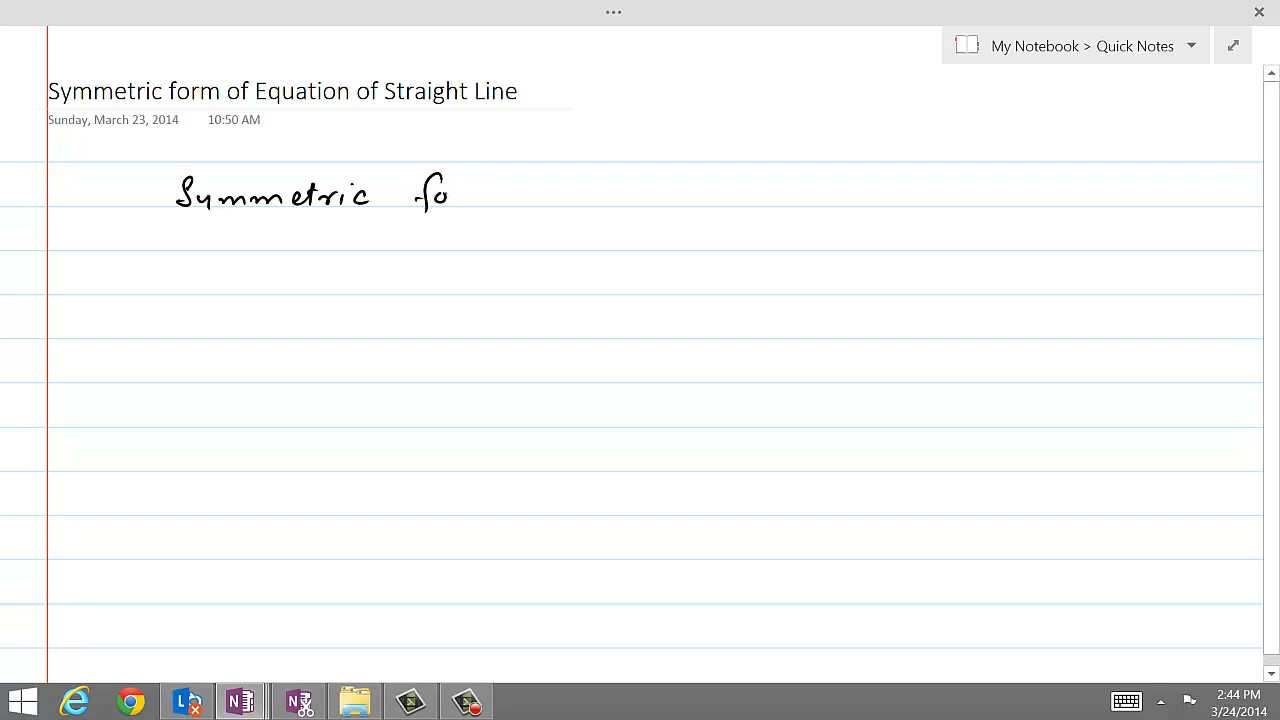 My Notebook > Quick Notes
Symmetric form of Equation of Straight Line
Sunday, March 23, 2014 10:50 AM
Symmetric fo
2:44 PM
3/24/2014